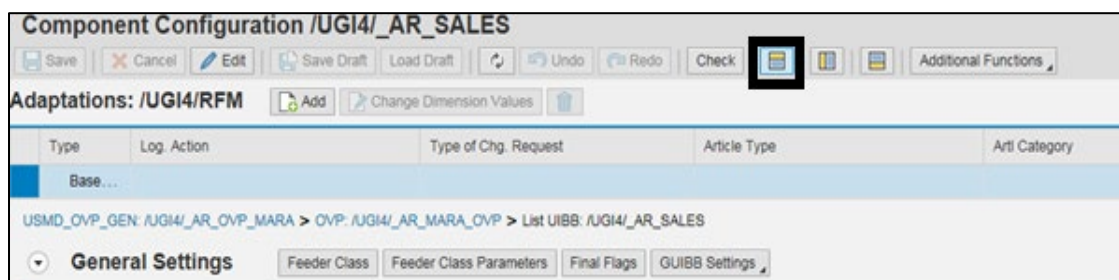 Component Configuration /UGI4/_AR_SALES
Save Cancel Edit Save Draft Load Draft Undo Redo Check Additional Functions
Adaptations: /UGI4/RFM Add Change Dimension Values
Type Log. Action Type of Chg. Request Article Type Artl Category
Base...
USMD_OVP_GEN: /UGI4/_AR_OVP_MARA > OVP: /UGI4/_AR_MARA_OVP > List UIBB: /UGI4/_AR_SALES
General Settings Feeder Class Feeder Class Parameters Final Flags GUIBB Settings